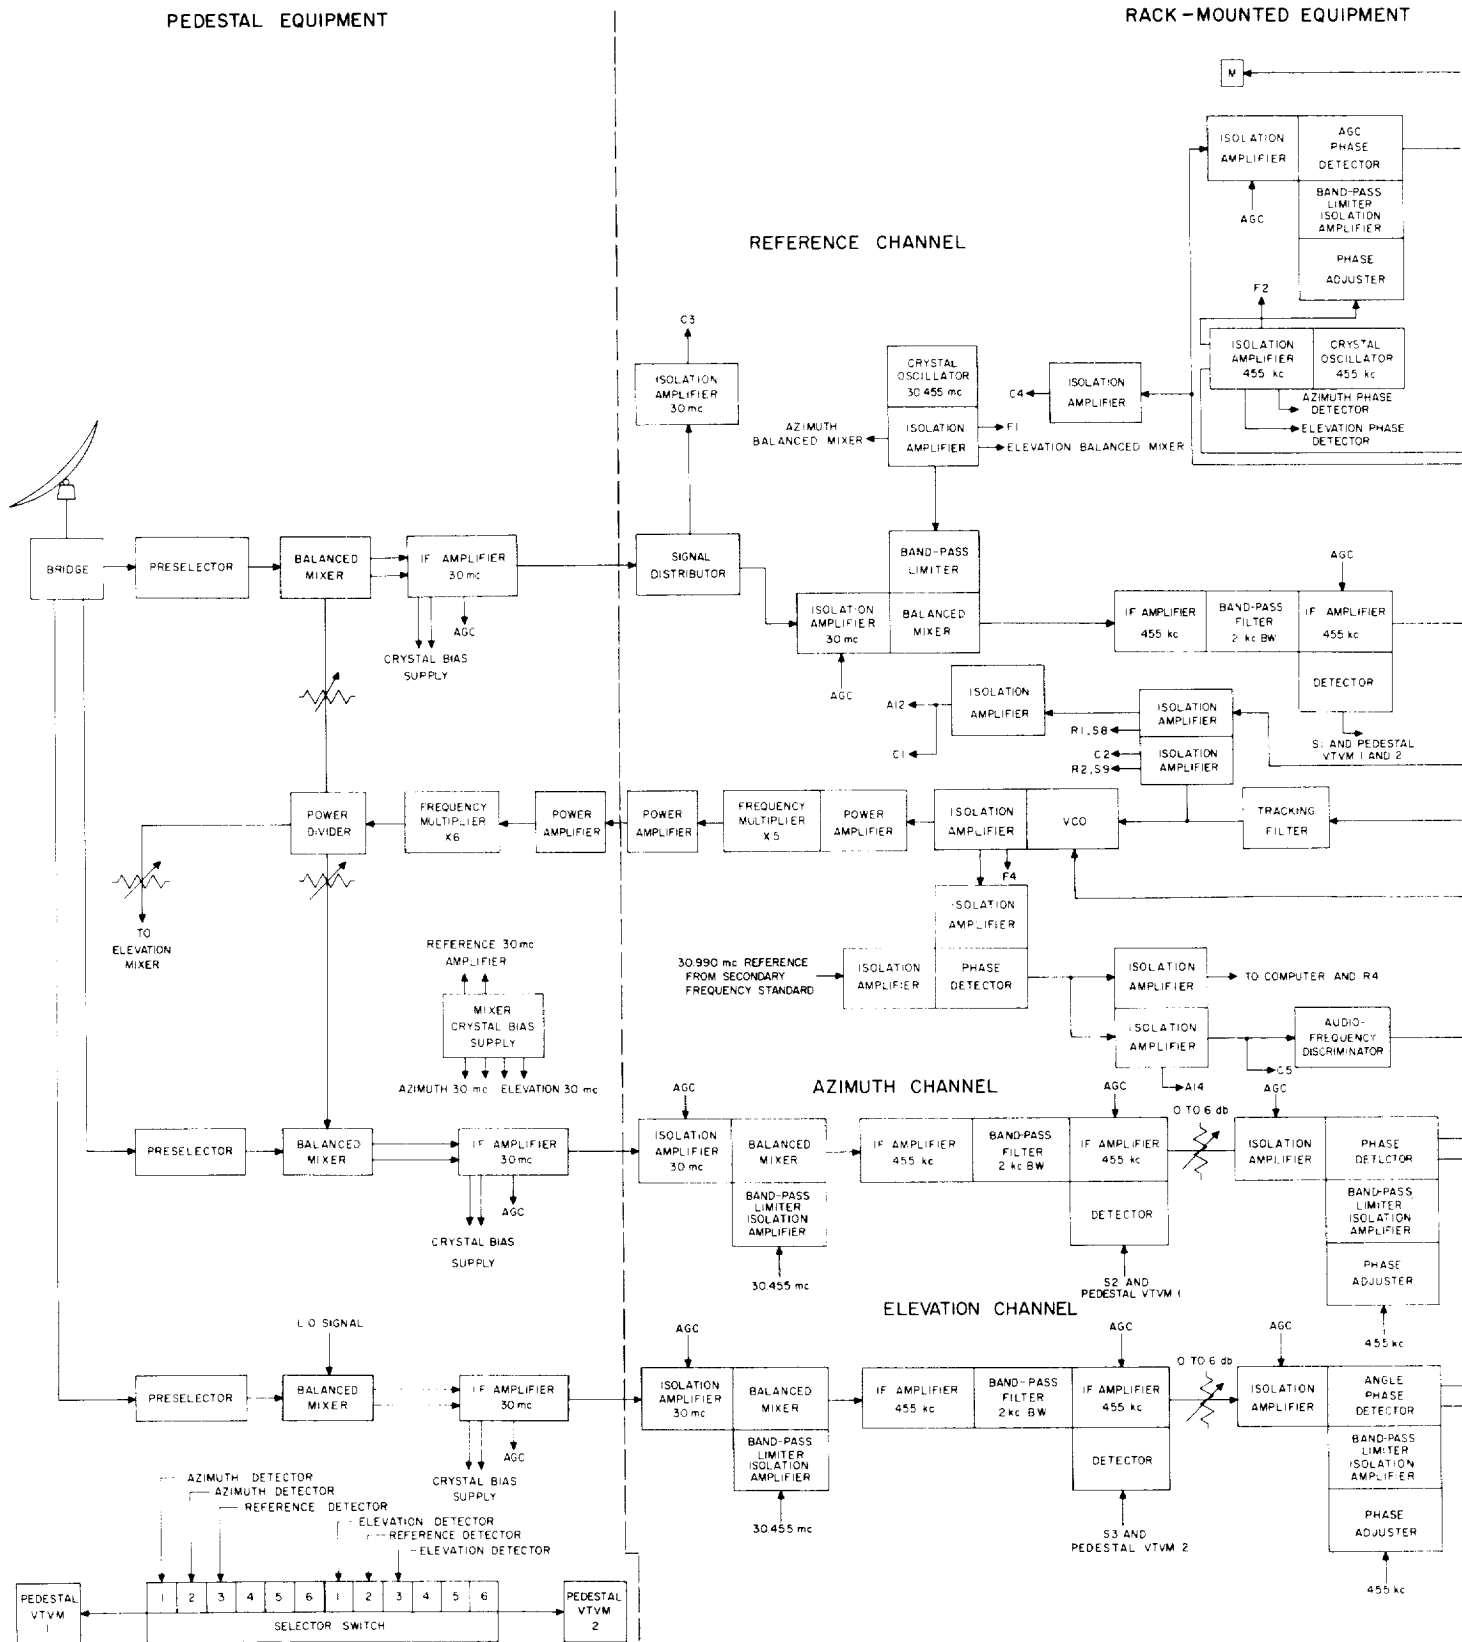 PEDESTAL EQUIPMENT
RACK-MOUNTED EQUIPMENT
M
ISOLATION
AMPLIFIER
AGC
PHASE
DETECTOR
BAND-PASS
LIMITER
ISOLATION
AMPLIFIER
PHASE
ADJUSTER
AGC
REFERENCE CHANNEL
F2
ISOLATION
AMPLIFIER
455 kc
CRYSTAL
OSCILLATOR
455 kc
AZIMUTH PHASE
DETECTOR
ELEVATION PHASE
DETECTOR
C3
ISOLATION
AMPLIFIER
30 mc
CRYSTAL
OSCILLATOR
30 455 mc
ISOLATION
AMPLIFIER
AZIMUTH
BALANCED MIXER
F1
ELEVATION BALANCED MIXER
C4
ISOLATION
AMPLIFIER
BRIDGE
PRESELECTOR
BALANCED
MIXER
IF AMPLIFIER
30 mc
AGC
CRYSTAL BIAS
SUPPLY
SIGNAL
DISTRIBUTOR
BAND-PASS
LIMITER
ISOLATION
AMPLIFIER
30 mc
BALANCED
MIXER
AGC
AGC
IF AMPLIFIER
455 kc
BAND-PASS
FILTER
2 kc BW
IF AMPLIFIER
455 kc
DETECTOR
S1 AND PEDESTAL
VTVM 1 AND 2
A12
C1
ISOLATION
AMPLIFIER
ISOLATION
AMPLIFIER
R1,S8
C2
R2,S9
ISOLATION
AMPLIFIER
POWER
DIVIDER
FREQUENCY
MULTIPLIER
X6
POWER
AMPLIFIER
POWER
AMPLIFIER
FREQUENCY
MULTIPLIER
X5
POWER
AMPLIFIER
ISOLATION
AMPLIFIER
VCO
TRACKING
FILTER
F4
TO
ELEVATION
MIXER
ISOLATION
AMPLIFIER
30.990 mc REFERENCE
FROM SECONDARY
FREQUENCY STANDARD
ISOLATION
AMPLIFIER
PHASE
DETECTOR
ISOLATION
AMPLIFIER
TO COMPUTER AND R4
ISOLATION
AMPLIFIER
AUDIO-
FREQUENCY
DISCRIMINATOR
C5
A14
REFERENCE 30 mc
AMPLIFIER
MIXER
CRYSTAL BIAS
SUPPLY
AZIMUTH 30 mc
ELEVATION 30 mc
AZIMUTH CHANNEL
PRESELECTOR
BALANCED
MIXER
IF AMPLIFIER
30 mc
AGC
CRYSTAL BIAS
SUPPLY
AGC
ISOLATION
AMPLIFIER
30 mc
BALANCED
MIXER
BAND-PASS
LIMITER
ISOLATION
AMPLIFIER
30.455 mc
IF AMPLIFIER
455 kc
BAND-PASS
FILTER
2 kc BW
AGC
IF AMPLIFIER
455 kc
DETECTOR
S2 AND
PEDESTAL VTVM 1
0 TO 6 db
AGC
ISOLATION
AMPLIFIER
PHASE
DETECTOR
BAND-PASS
LIMITER
ISOLATION
AMPLIFIER
PHASE
ADJUSTER
455 kc
ELEVATION CHANNEL
L O SIGNAL
PRESELECTOR
BALANCED
MIXER
IF AMPLIFIER
30 mc
AGC
CRYSTAL BIAS
SUPPLY
AGC
ISOLATION
AMPLIFIER
30 mc
BALANCED
MIXER
BAND-PASS
LIMITER
ISOLATION
AMPLIFIER
30.455 mc
IF AMPLIFIER
455 kc
BAND-PASS
FILTER
2 kc BW
AGC
IF AMPLIFIER
455 kc
DETECTOR
S3 AND
PEDESTAL VTVM 2
0 TO 6 db
AGC
ISOLATION
AMPLIFIER
ANGLE
PHASE
DETECTOR
BAND-PASS
LIMITER
ISOLATION
AMPLIFIER
PHASE
ADJUSTER
455 kc
AZIMUTH DETECTOR
AZIMUTH DETECTOR
REFERENCE DETECTOR
ELEVATION DETECTOR
REFERENCE DETECTOR
ELEVATION DETECTOR
PEDESTAL
VTVM
1
1 2 3 4 5 6 1 2 3 4 5 6
SELECTOR SWITCH
PEDESTAL
VTVM
2